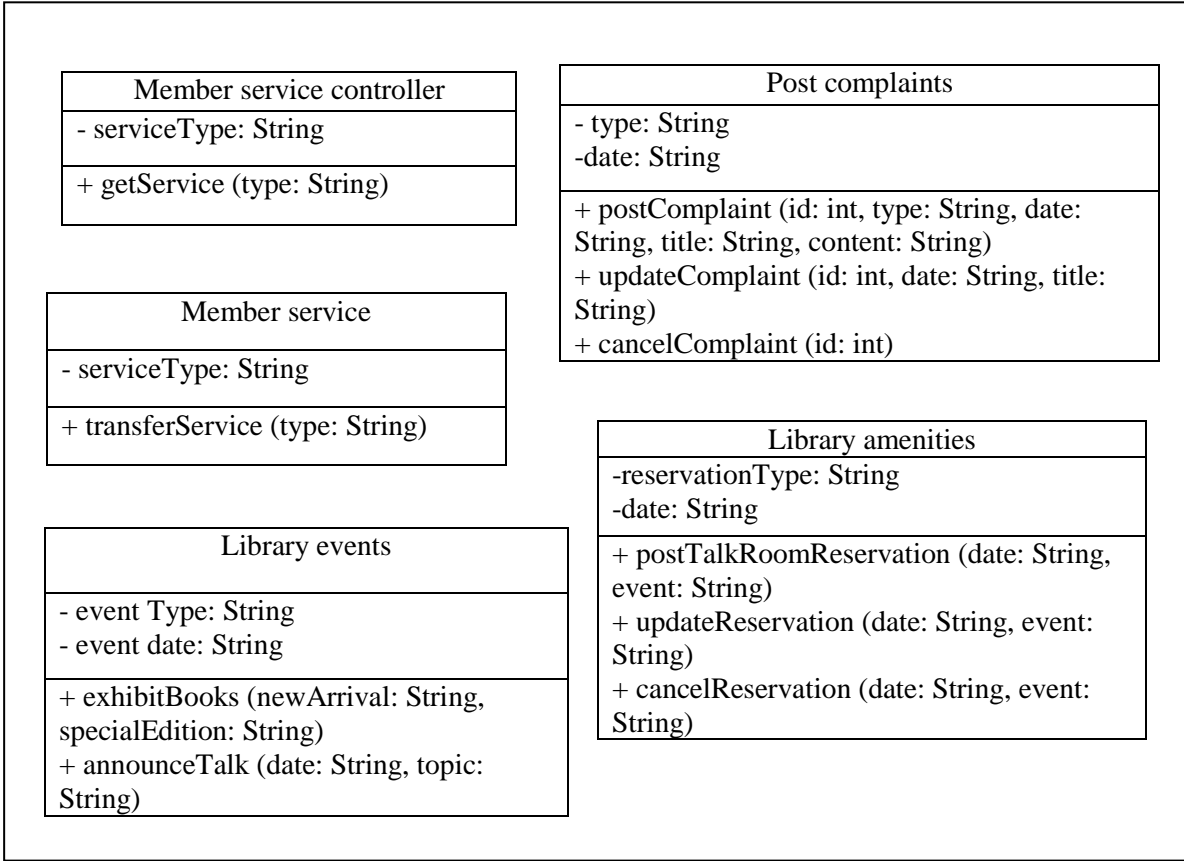 Member service controller
- serviceType: String
+ getService (type: String)
Post complaints
- type: String
-date: String
+ postComplaint (id: int, type: String, date:
String, title: String, content: String)
+ updateComplaint (id: int, date: String, title:
String)
+ cancelComplaint (id: int)
Member service
- serviceType: String
+ transferService (type: String)
Library amenities
-reservationType: String
-date: String
+ postTalkRoomReservation (date: String,
event: String)
+ updateReservation (date: String, event:
String)
+ cancelReservation (date: String, event:
String)
Library events
- event Type: String
- event date: String
+ exhibitBooks (newArrival: String,
specialEdition: String)
+ announceTalk (date: String, topic:
String)